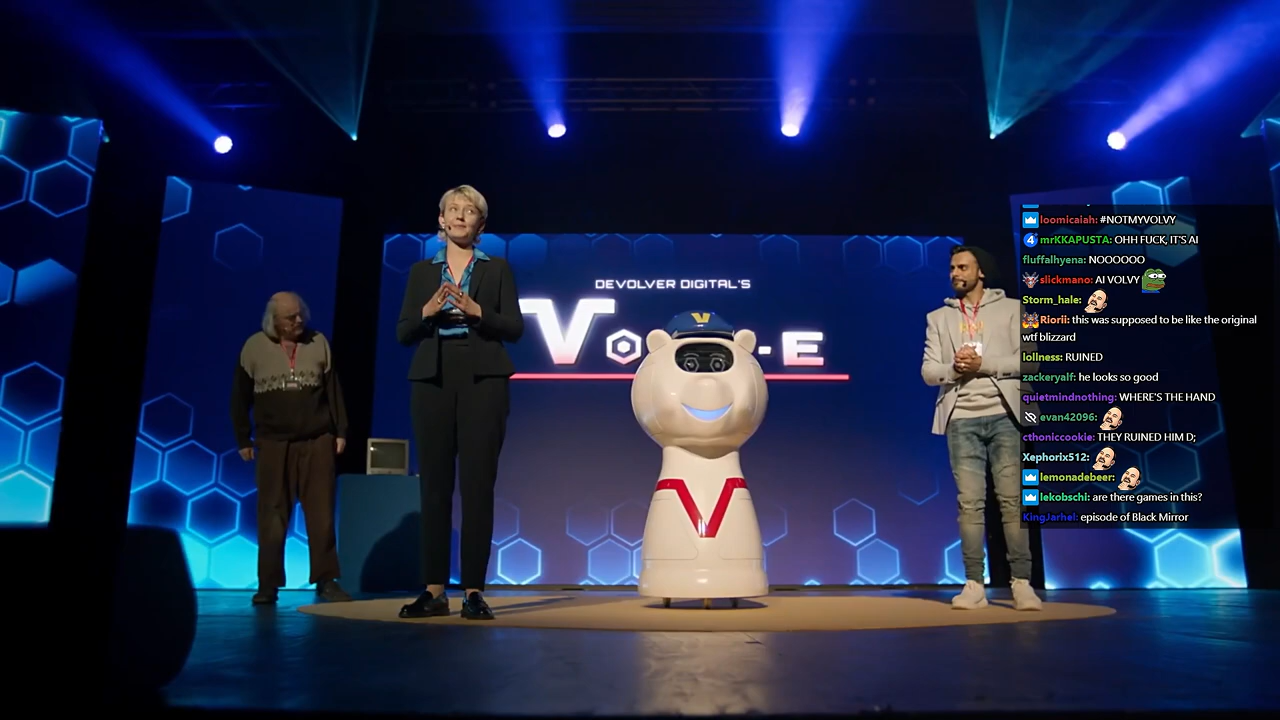 DEVOLVER DIGITAL'S
V -E
V
loomicaiah: #NOTMYVOLVY
4 mrKKAPUSTA: OHH FUCK, IT'S AI
fluffalhyena: NOOOOOO
slickmano: AI VOLVY
Storm_hale:
Riorii: this was supposed to be like the original
wtf blizzard
lollness: RUINED
zackeryalf: he looks so good
quietmindnothing: WHERE'S THE HAND
evan42096:
cthoniccookie: THEY RUINED HIM D;
Xephorix512:
lemonadebeer:
lekobschi: are there games in this?
KingJarhel: episode of Black Mirror